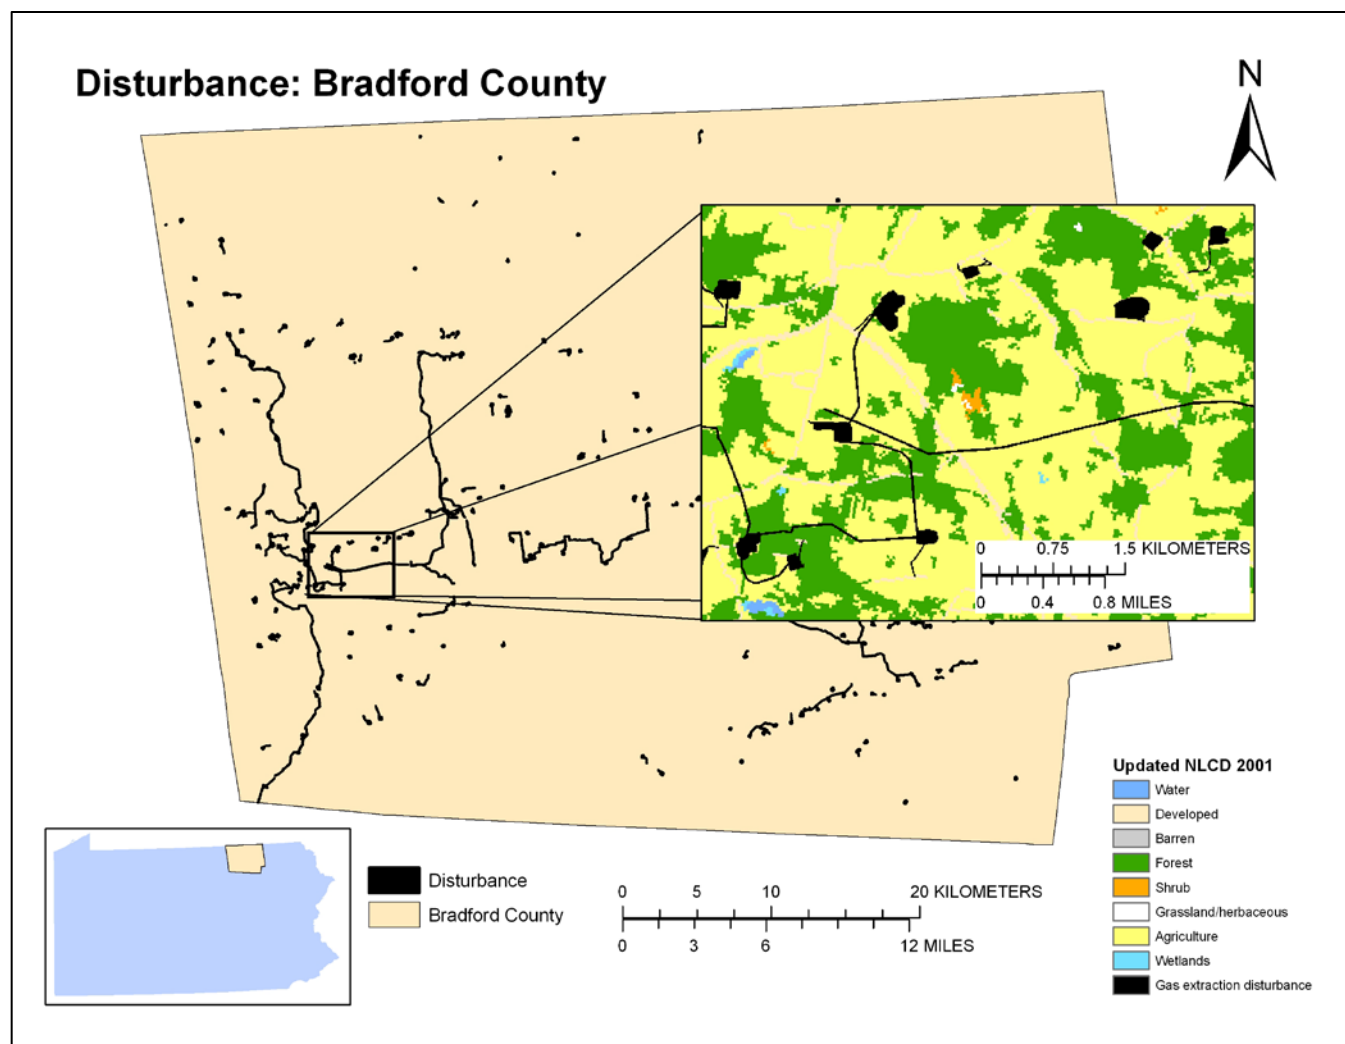 Disturbance: Bradford County
N
0 0.75 1.5 KILOMETERS
0 0.4 0.8 MILES
Updated NLCD 2001
Water
Developed
Barren
Forest
Shrub
Grassland/herbaceous
Agriculture
Wetlands
Gas extraction disturbance
Disturbance
Bradford County
0 5 10 20 KILOMETERS
0 3 6 12 MILES